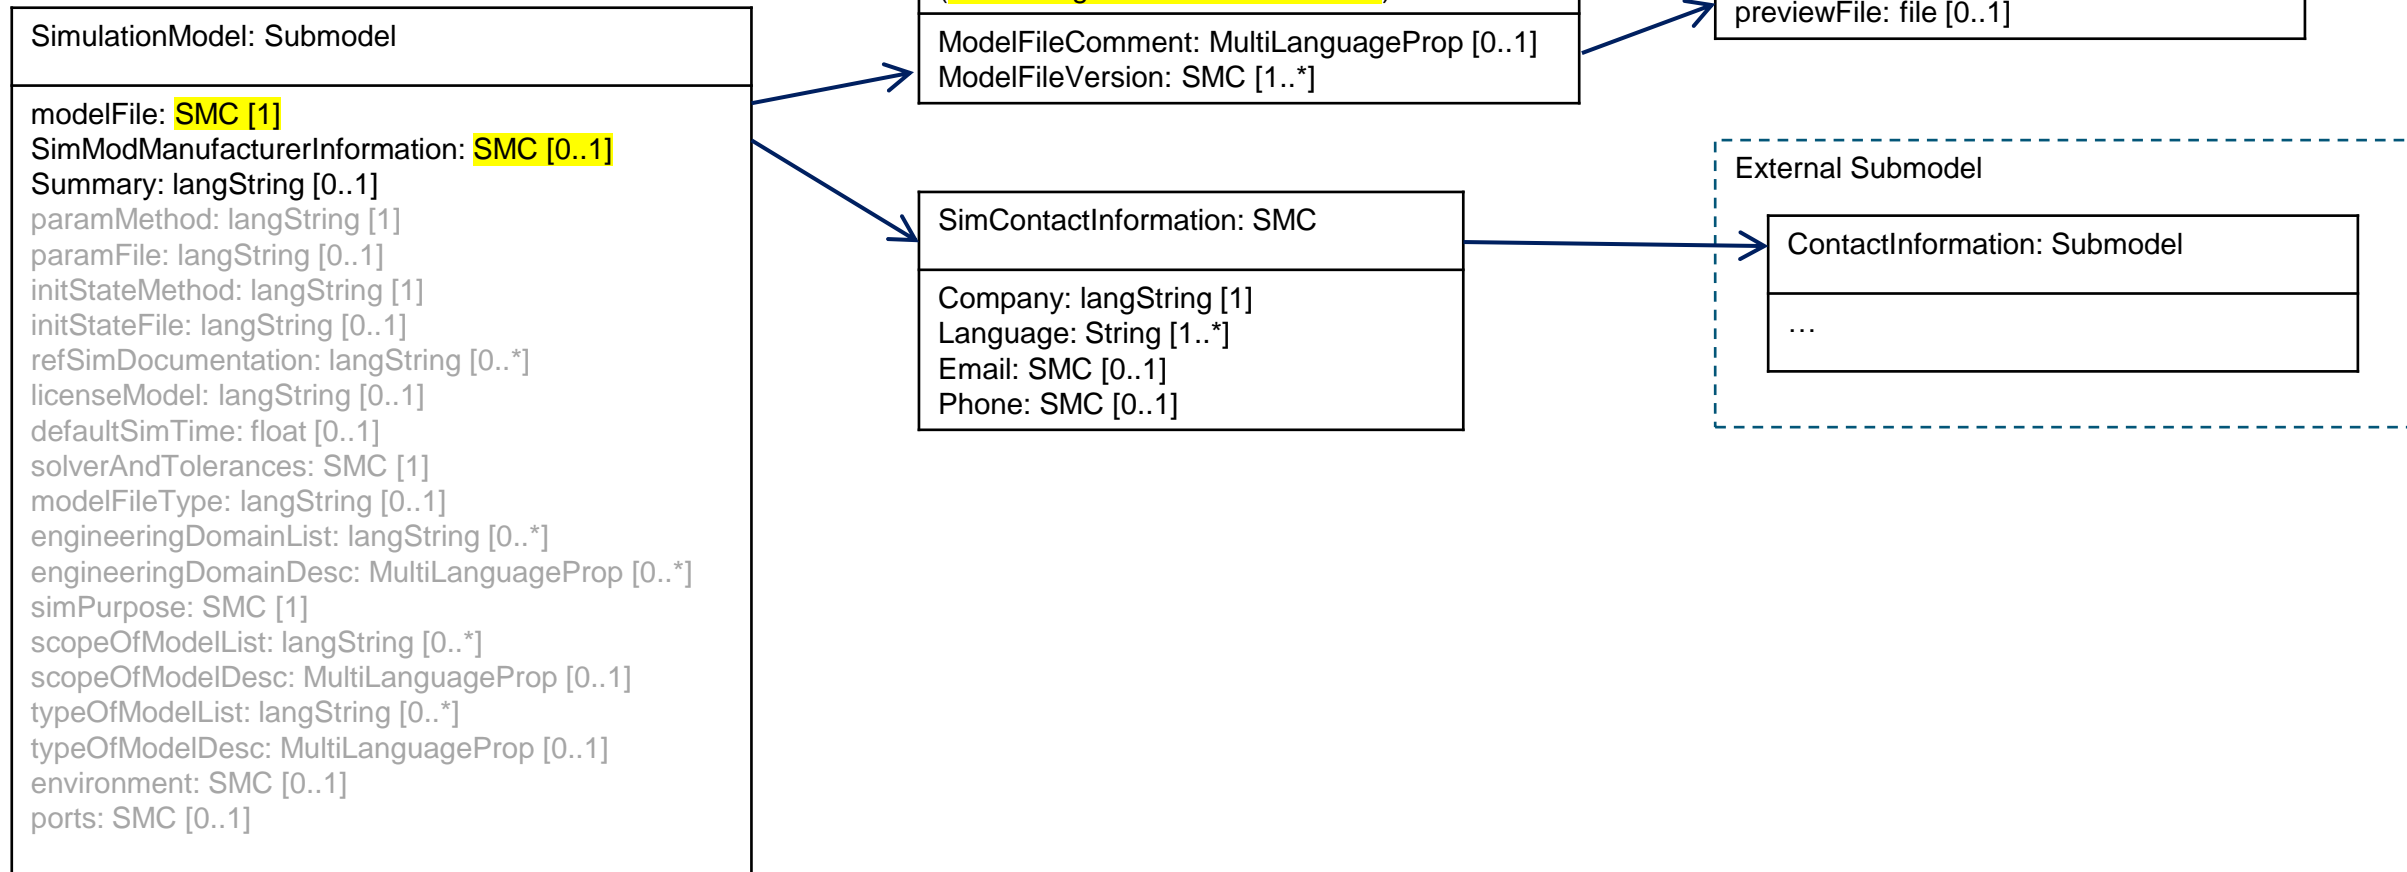 SimulationModel: Submodel
modelFile: SMC [1]
SimModManufacturerInformation: SMC [0..1]
Summary: langString [0..1]
paramMethod: langString [1]
paramFile: langString [0..1]
initStateMethod: langString [1]
initStateFile: langString [0..1]
refSimDocumentation: langString [0..*]
licenseModel: langString [0..1]
defaultSimTime: float [0..1]
solverAndTolerances: SMC [1]
modelFileType: langString [0..1]
engineeringDomainList: langString [0..*]
engineeringDomainDesc: MultiLanguageProp [0..*]
simPurpose: SMC [1]
scopeOfModelList: langString [0..*]
scopeOfModelDesc: MultiLanguageProp [0..1]
typeOfModelList: langString [0..*]
typeOfModelDesc: MultiLanguageProp [0..1]
environment: SMC [0..1]
ports: SMC [0..1]
ModelFileComment: MultiLanguageProp [0..1]
ModelFileVersion: SMC [1..*]
SimContactInformation: SMC
Company: langString [1]
Language: String [1..*]
Email: SMC [0..1]
Phone: SMC [0..1]
previewFile: file [0..1]
External Submodel
ContactInformation: Submodel
…